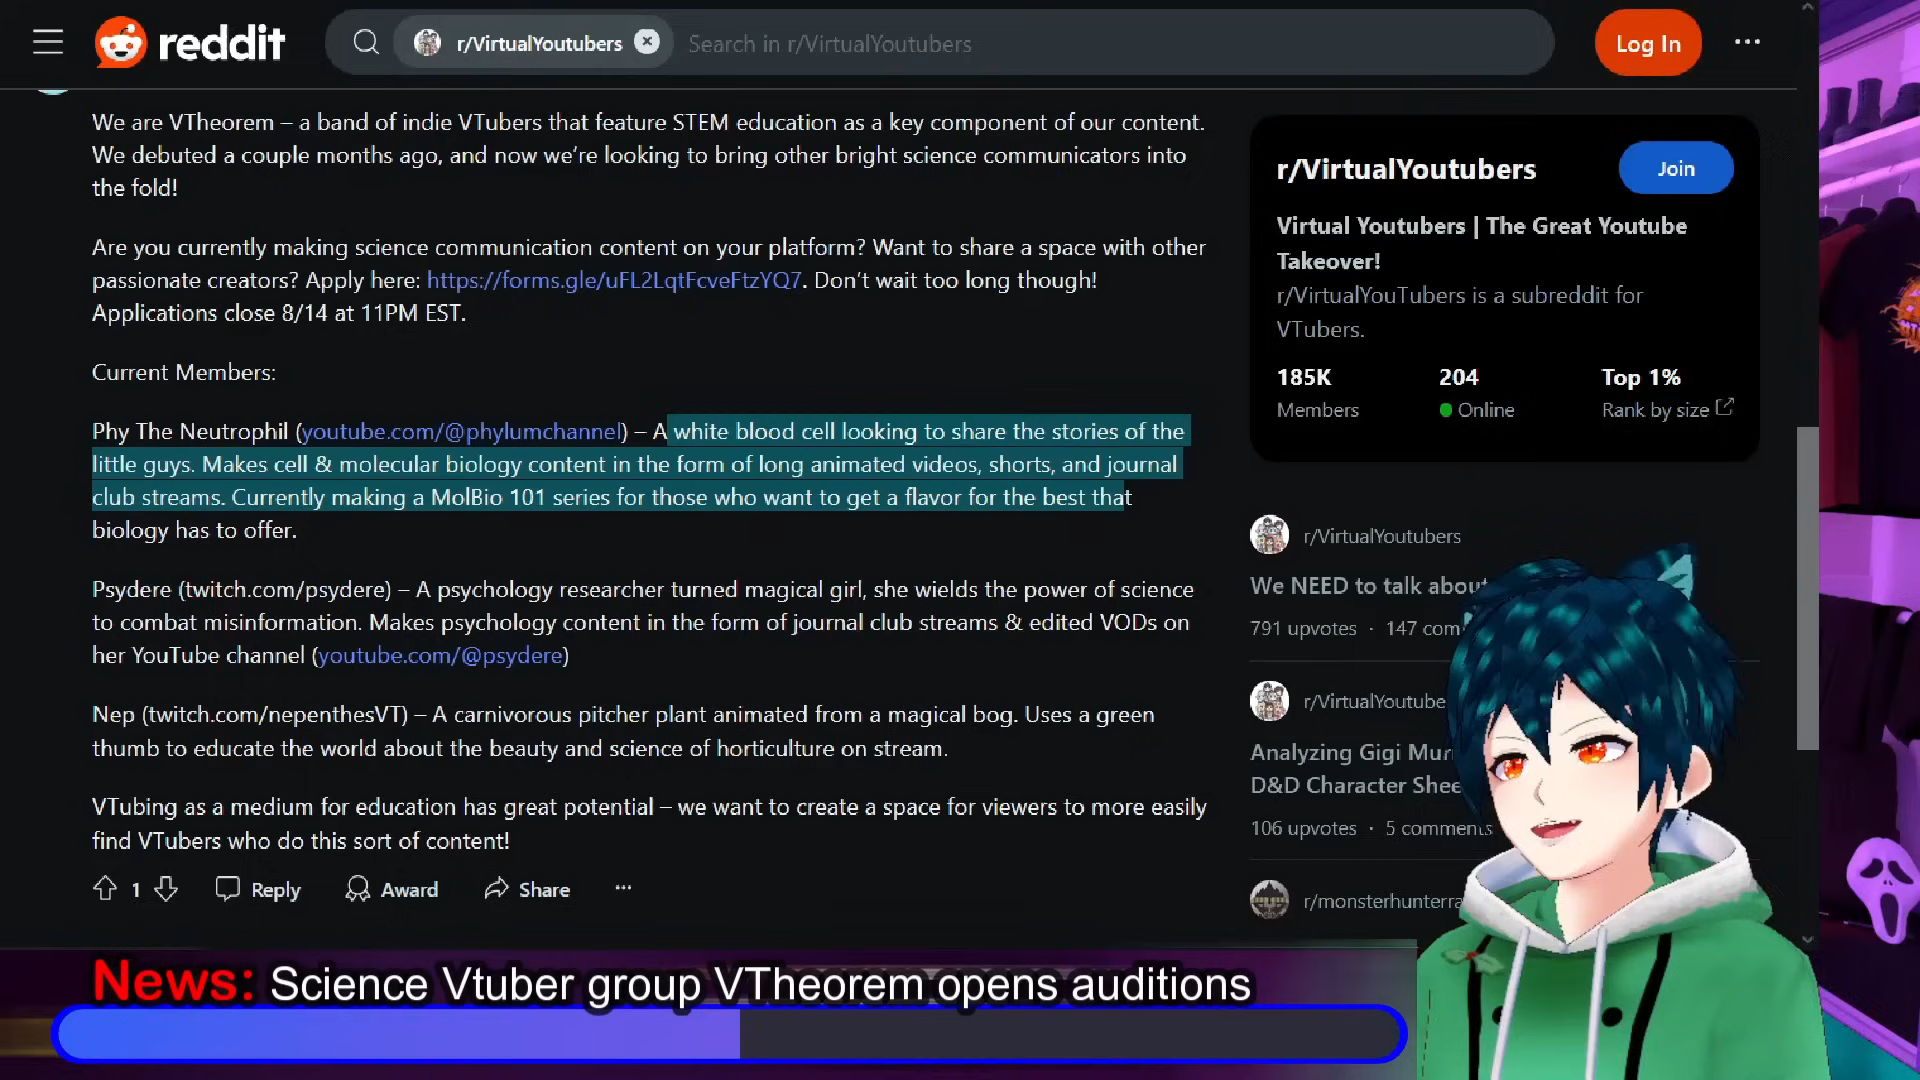 reddit
r/VirtualYoutubers
Search in r/VirtualYoutubers
Log In
We are VTheorem – a band of indie VTubers that feature STEM education as a key component of our content.
We debuted a couple months ago, and now we're looking to bring other bright science communicators into
the fold!
Are you currently making science communication content on your platform? Want to share a space with other
passionate creators? Apply here: https://forms.gle/uFL2LqtFcveFtzYQ7. Don't wait too long though!
Applications close 8/14 at 11PM EST.
Current Members:
Phy The Neutrophil (youtube.com/@phylumchannel) – A white blood cell looking to share the stories of the
little guys. Makes cell & molecular biology content in the form of long animated videos, shorts, and journal
club streams. Currently making a MolBio 101 series for those who want to get a flavor for the best that
biology has to offer.
Psydere (twitch.com/psydere) – A psychology researcher turned magical girl, she wields the power of science
to combat misinformation. Makes psychology content in the form of journal club streams & edited VODs on
her YouTube channel (youtube.com/@psydere)
Nep (twitch.com/nepenthesVT) – A carnivorous pitcher plant animated from a magical bog. Uses a green
thumb to educate the world about the beauty and science of horticulture on stream.
VTubing as a medium for education has great potential – we want to create a space for viewers to more easily
find VTubers who do this sort of content!
1
Reply
Award
Share
r/VirtualYoutubers
Join
Virtual Youtubers | The Great Youtube
Takeover!
r/VirtualYouTubers is a subreddit for
VTubers.
185K
204
Top 1%
Members
Online
Rank by size
r/VirtualYoutubers
We NEED to talk about
791 upvotes · 147 com
r/VirtualYoutube
Analyzing Gigi Mur
D&D Character Shee
106 upvotes · 5 comments
r/monsterhunterra
News: Science Vtuber group VTheorem opens auditions